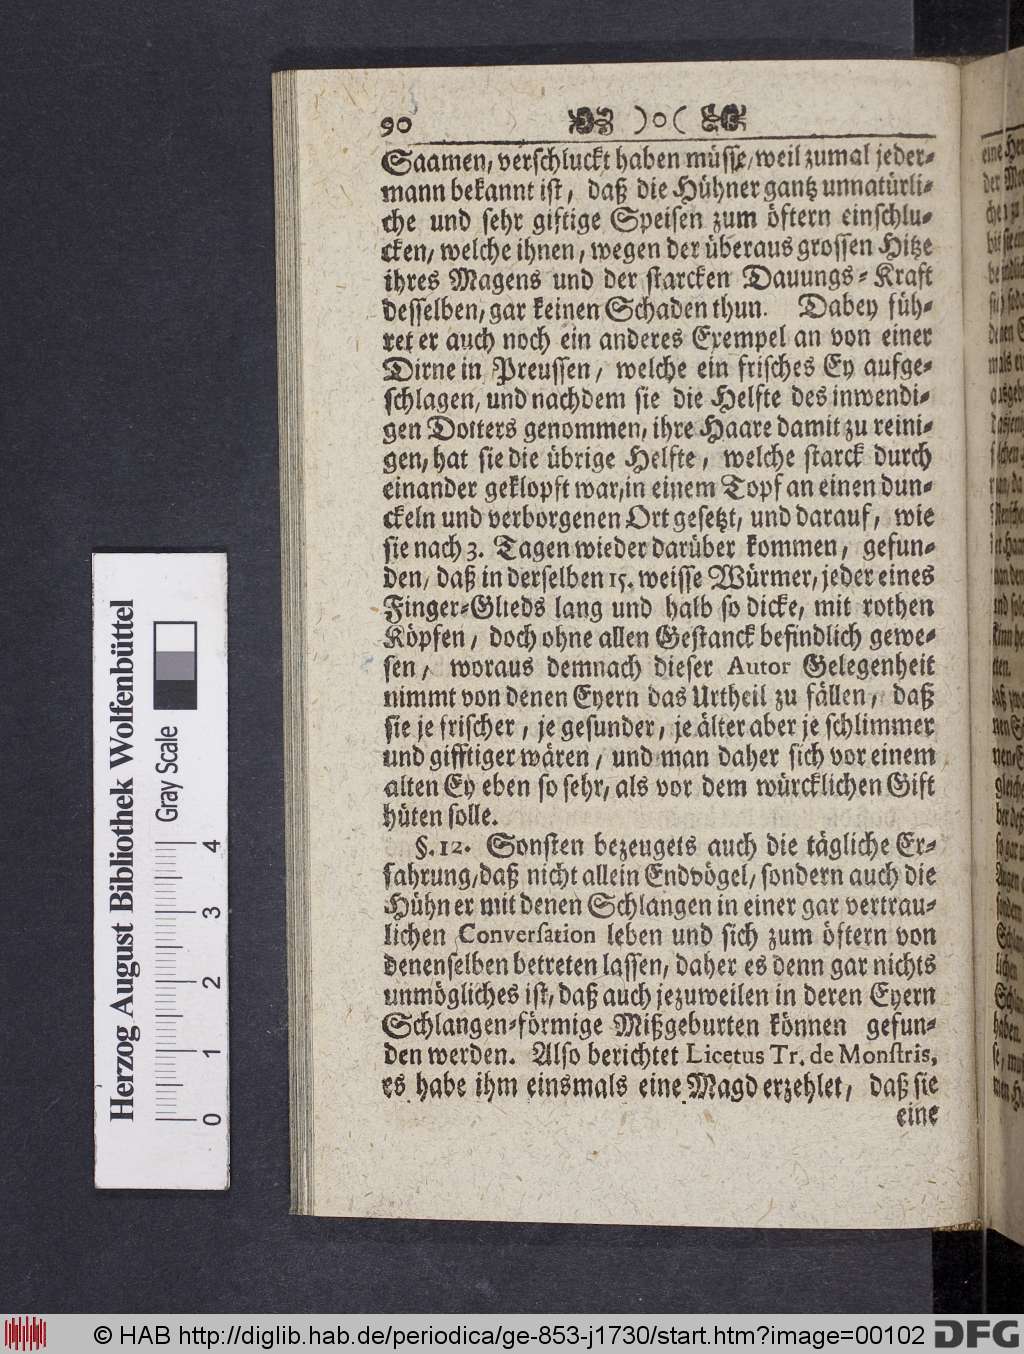 90 )o(
Saamen, verschluckt haben müsse, weil zumal jeder-
mann bekannt ist, daß die Hühner gantz unnatürli-
che und sehr giftige Speisen zum öftern einschlu-
cken, welche ihnen, wegen der überaus grossen Hitze
ihres Magens und der starcken Dauungs-Kraft
desselben, gar keinen Schaden thun. Dabey füh-
ret er auch noch ein anderes Exempel an von einer
Dirne in Preussen, welche ein frisches Ey aufge-
schlagen, und nachdem sie die Helfte des inwendi-
gen Dotters genommen, ihre Haare damit zu reini-
gen, hat sie die übrige Helfte, welche starck durch
einander geklopft war, in einem Topf an einen dun-
ckeln und verborgenen Ort gesetzt, und darauf, wie
sie nach 3. Tagen wieder darüber kommen, gefun-
den, daß in derselben 15. weisse Würmer, jeder eines
Finger-Glieds lang und halb so dicke, mit rothen
Köpfen, doch ohne allen Gestanck befindlich gewe-
sen, woraus demnach dieser Autor Gelegenheit
nimmt von denen Eyern das Urtheil zu fällen, daß
sie je frischer, je gesunder, je älter aber je schlimmer
und gifftiger wären, und man daher sich vor einem
alten Ey eben so sehr, als vor dem würcklichen Gift
hüten solle.
§. 12. Sonsten bezeugets auch die tägliche Er-
fahrung, daß nicht allein Endvögel, sondern auch die
Hühner mit denen Schlangen in einer gar vertrau-
lichen Conversation leben und sich zum öftern von
denenselben betreten lassen, daher es denn gar nichts
unmögliches ist, daß auch jezuweilen in deren Eyern
Schlangen-förmige Mißgeburten können gefun-
den werden. Also berichtet Licetus Tr. de Monstris,
es habe ihm einsmals eine Magd erzehlet, daß sie
eine
Herzog August Bibliothek Wolfenbüttel
Gray Scale
0 1 2 3 4
© HAB http://diglib.hab.de/periodica/ge-853-j1730/start.htm?image=00102 DFG